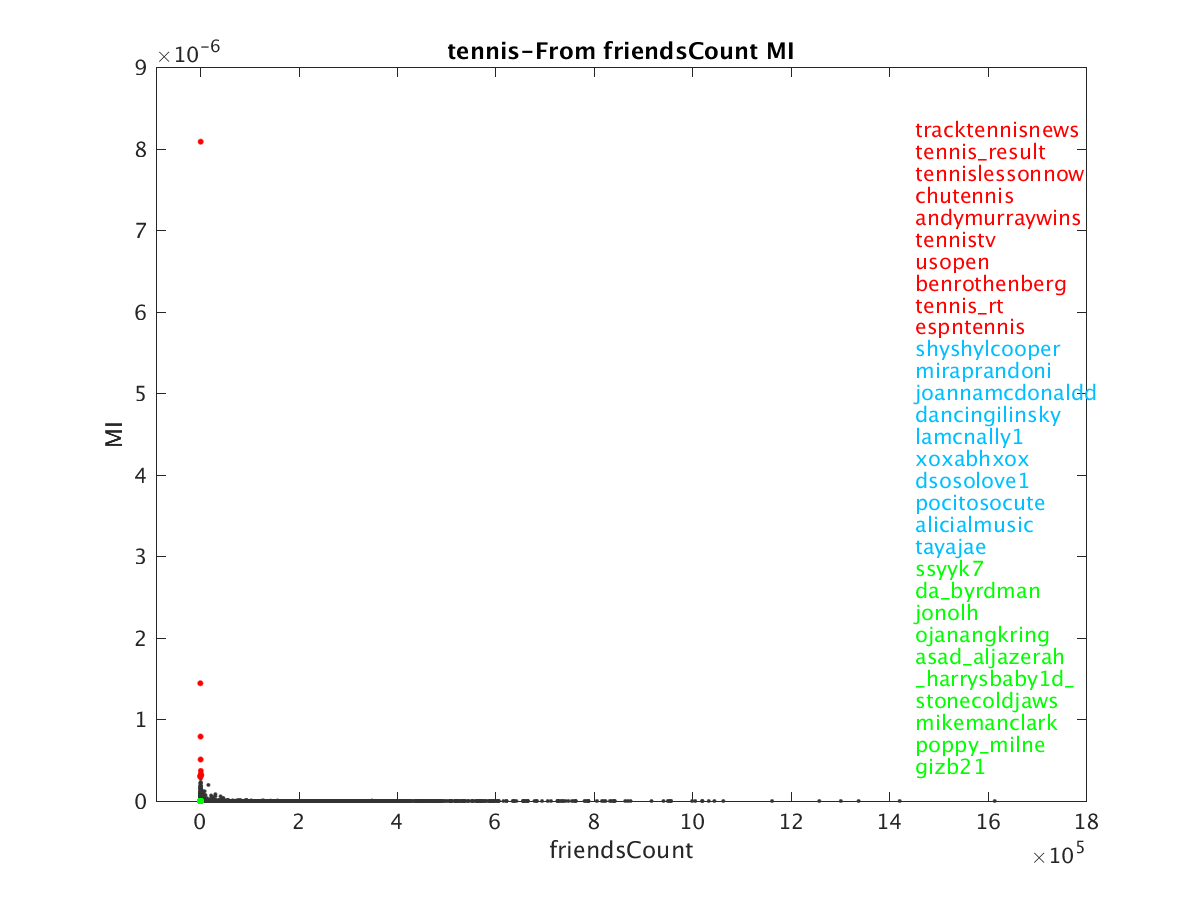 tennis-From friendsCount MI
×10-6
9
8
7
6
5
4
3
2
1
0
MI
tracktennisnews
tennis_result
tennislessonnow
chutennis
andymurraywins
tennistv
usopen
benrothenberg
tennis_rt
espntennis
shyshylcooper
miraprandoni
joannamcdonaldd
dancingilinsky
lamcnally1
xoxabhxox
dsosolove1
pocitosocute
alicialmusic
tayajae
ssyyk7
da_byrdman
jonolh
ojanangkring
asad_aljazerah
_harrysbaby1d_
stonecoldjaws
mikemanclark
poppy_milne
gizb21
0 2 4 6 8 10 12 14 16 18
friendsCount
×105